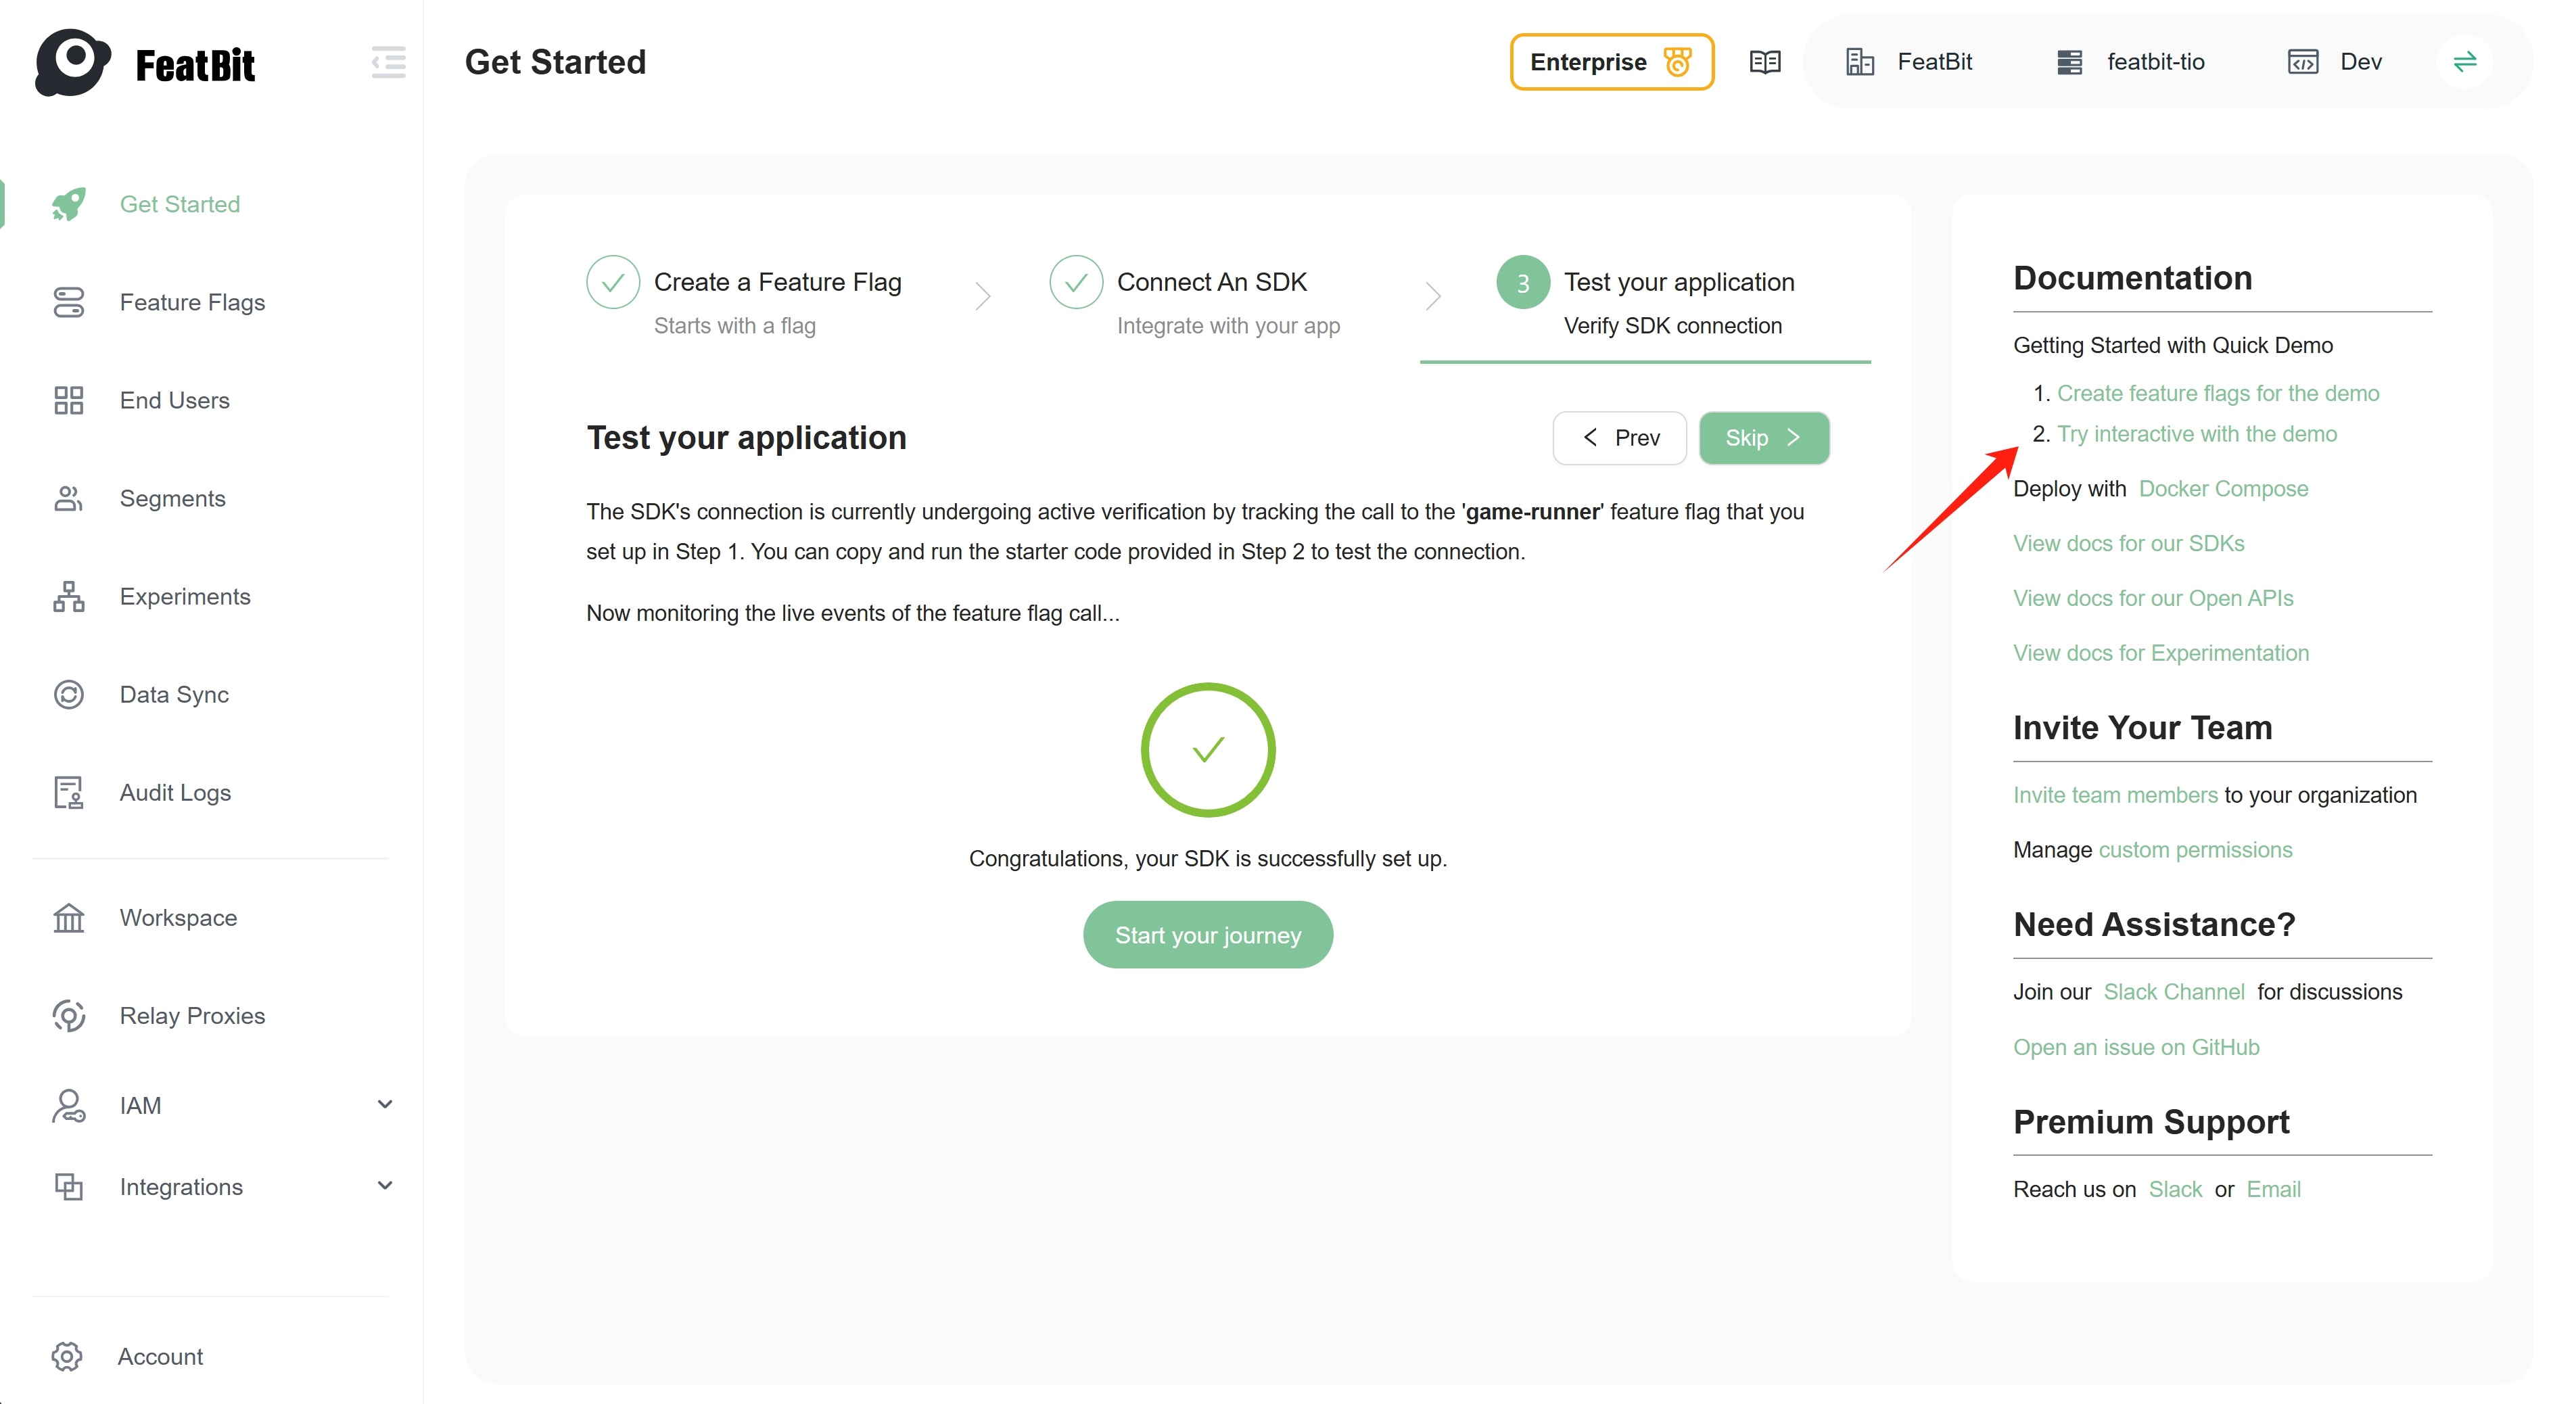 FeatBit
Get Started
Enterprise
FeatBit
featbit-tio
Dev
Get Started
Feature Flags
End Users
Segments
Experiments
Data Sync
Audit Logs
Workspace
Relay Proxies
IAM
Integrations
Account
Create a Feature Flag
Starts with a flag
Connect An SDK
Integrate with your app
3
Test your application
Verify SDK connection
Test your application
Prev
Skip
The SDK's connection is currently undergoing active verification by tracking the call to the 'game-runner' feature flag that you
set up in Step 1. You can copy and run the starter code provided in Step 2 to test the connection.
Now monitoring the live events of the feature flag call...
Congratulations, your SDK is successfully set up.
Start your journey
Documentation
Getting Started with Quick Demo
1. Create feature flags for the demo
2. Try interactive with the demo
Deploy with Docker Compose
View docs for our SDKs
View docs for our Open APIs
View docs for Experimentation
Invite Your Team
Invite team members to your organization
Manage custom permissions
Need Assistance?
Join our Slack Channel for discussions
Open an issue on GitHub
Premium Support
Reach us on Slack or Email